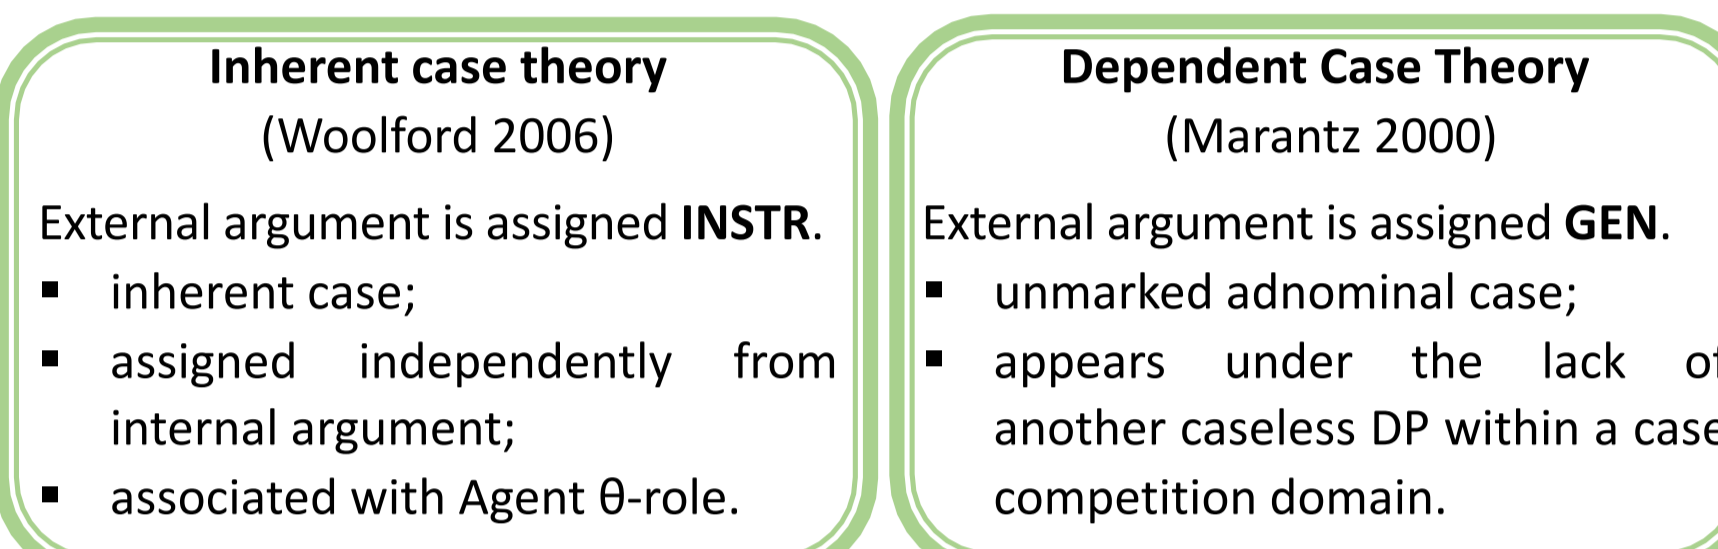 Inherent case theory
(Woolford 2006)
External argument is assigned INSTR.
▪ inherent case;
▪ assigned independently from
internal argument;
▪ associated with Agent θ-role.
Dependent Case Theory
(Marantz 2000)
External argument is assigned GEN.
▪ unmarked adnominal case;
▪ appears under the lack of
another caseless DP within a case
competition domain.